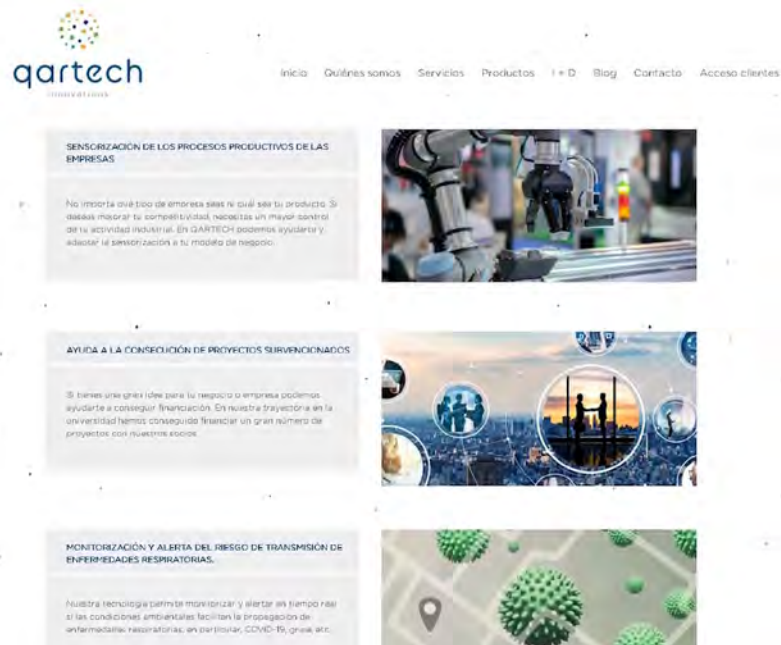 qartech
INNOVATIONS
Inicio Quiénes somos Servicios Productos I + D Blog Contacto Acceso clientes
SENSORIZACIÓN DE LOS PROCESOS PRODUCTIVOS DE LAS
EMPRESAS
No importa qué tipo de empresa seas ni cuál sea tu producto. Si
deseas mejorar tu competitividad, necesitas un mayor control
de tu actividad industrial. En QARTECH podemos ayudarte y
adaptar la sensorización a tu modelo de negocio.
AYUDA A LA CONSECUCIÓN DE PROYECTOS SUBVENCIONADOS
Si tienes una gran idea para tu negocio o empresa podemos
ayudarte a conseguir financiación. En nuestra trayectoria en la
universidad hemos conseguido financiar un gran número de
proyectos con nuestros socios.
MONITORIZACIÓN Y ALERTA DEL RIESGO DE TRANSMISIÓN DE
ENFERMEDADES RESPIRATORIAS.
Nuestra tecnología permite monitorizar y alertar en tiempo real
si las condiciones ambientales facilitan la propagación de
enfermedades respiratorias, en particular, COVID-19, gripe, etc.